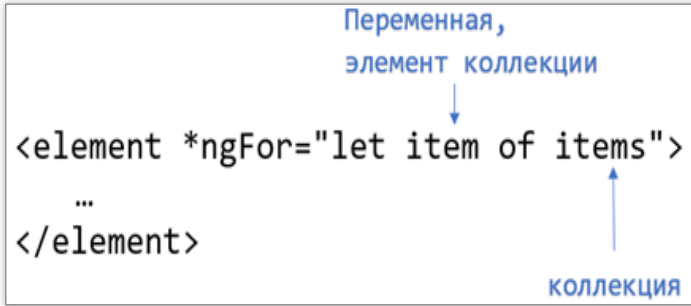 Переменная,
элемент коллекции
<element *ngFor="let item of items">
…
</element>
коллекция